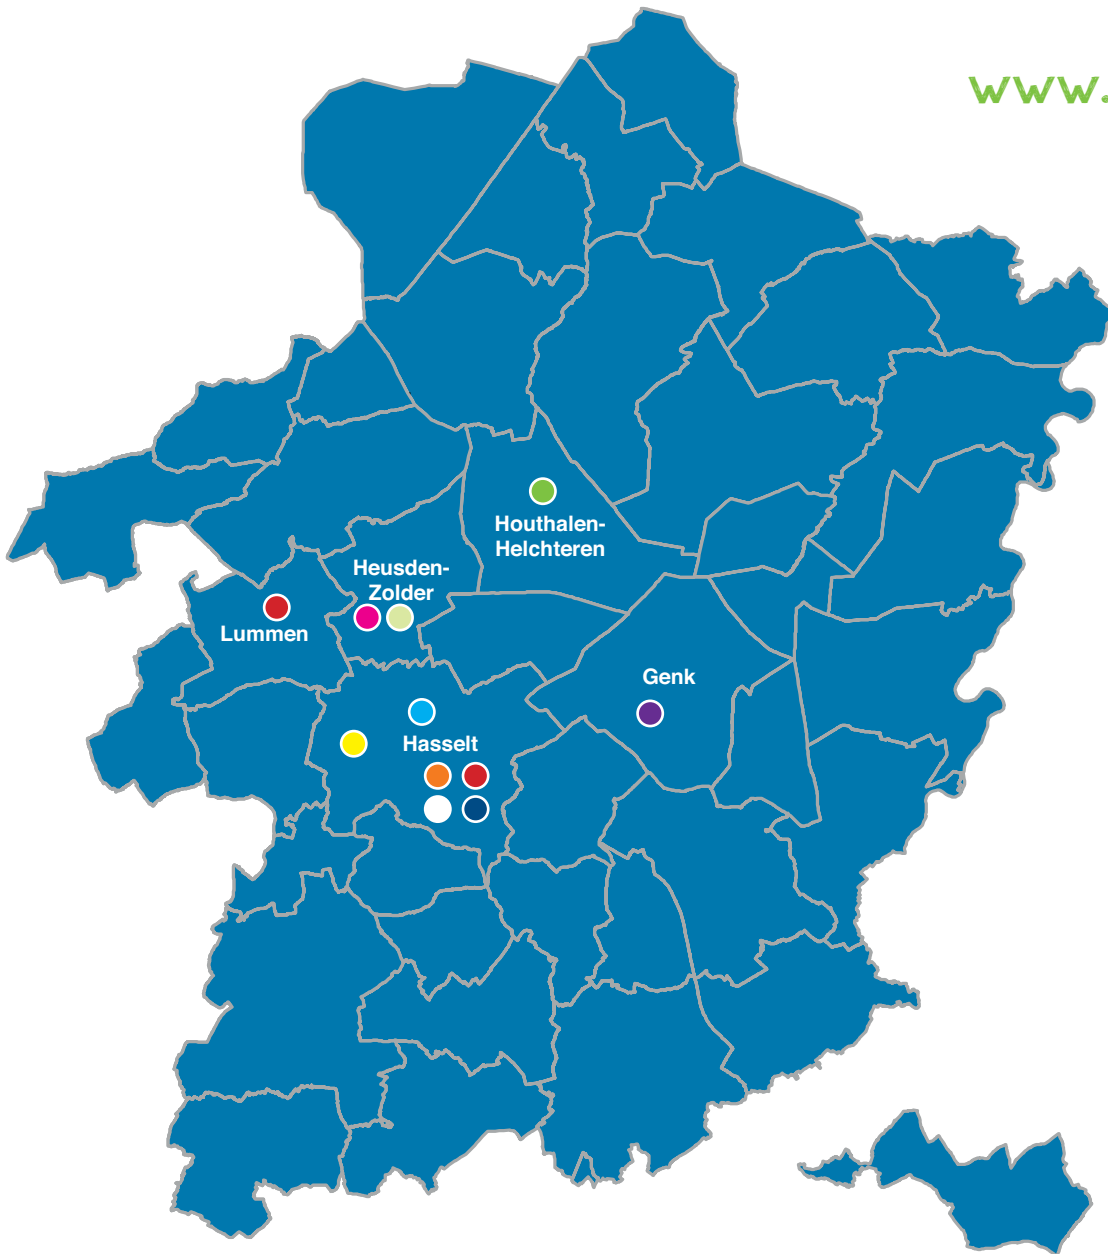 www.
Houthalen-
Helchteren
Heusden-
Zolder
Lummen
Genk
Hasselt